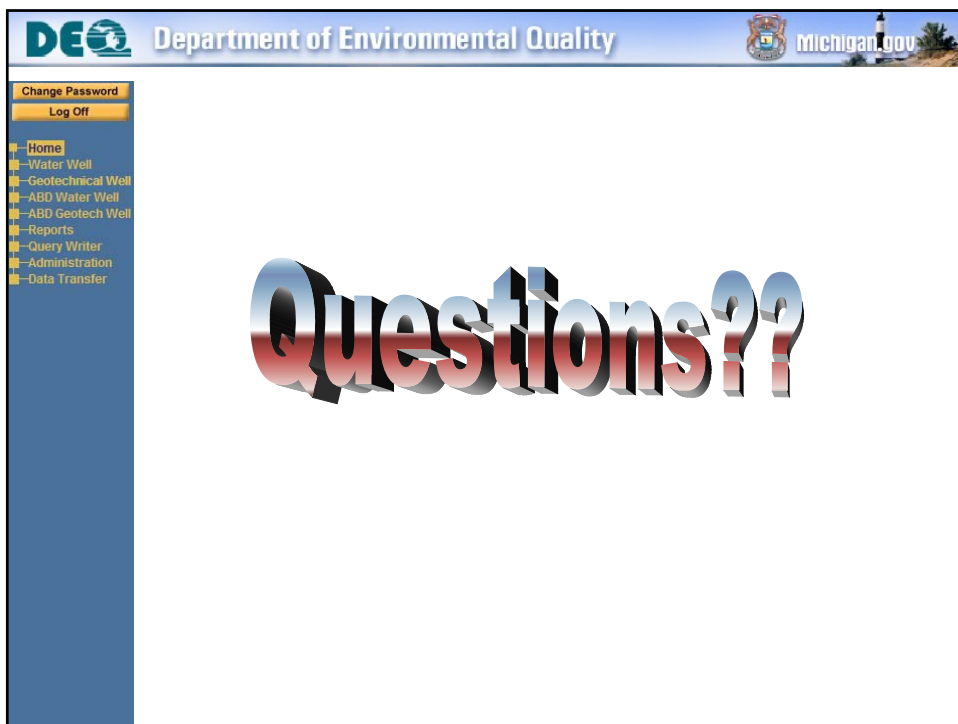 DEQ Department of Environmental Quality Michigan.gov
Change Password
Log Off
Home
Water Well
Geotechnical Well
ABD Water Well
ABD Geotech Well
Reports
Query Writer
Administration
Data Transfer
Questions??